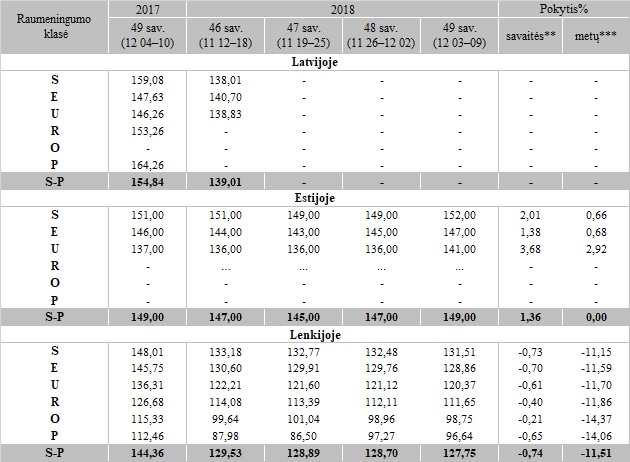 Raumeningumo klasė 2017 2018 Pokytis%
49 sav. (12 04–10) 46 sav. (11 12–18) 47 sav. (11 19–25) 48 sav. (11 26–12 02) 49 sav. (12 03–09) savaitės** metų***
Latvijoje
S 159,08 138,01 - - - - -
E 147,63 140,70 - - - - -
U 146,26 138,83 - - - - -
R 153,26 - - - - - -
O - - - - - - -
P 164,26 - - - - - -
S-P 154,84 139,01 - - - - -
Estijoje
S 151,00 151,00 149,00 149,00 152,00 2,01 0,66
E 146,00 144,00 143,00 145,00 147,00 1,38 0,68
U 137,00 136,00 136,00 136,00 141,00 3,68 2,92
R - ... ... ... ... - -
O - - - - - - -
P - - - - - - -
S-P 149,00 147,00 145,00 147,00 149,00 1,36 0,00
Lenkijoje
S 148,01 133,18 132,77 132,48 131,51 -0,73 -11,15
E 145,75 130,60 129,91 129,76 128,86 -0,70 -11,59
U 136,31 122,21 121,60 121,12 120,37 -0,61 -11,70
R 126,68 114,08 113,39 112,11 111,65 -0,40 -11,86
O 115,33 99,64 101,04 98,96 98,75 -0,21 -14,37
P 112,46 87,98 86,50 97,27 96,64 -0,65 -14,06
S-P 144,36 129,53 128,89 128,70 127,75 -0,74 -11,51